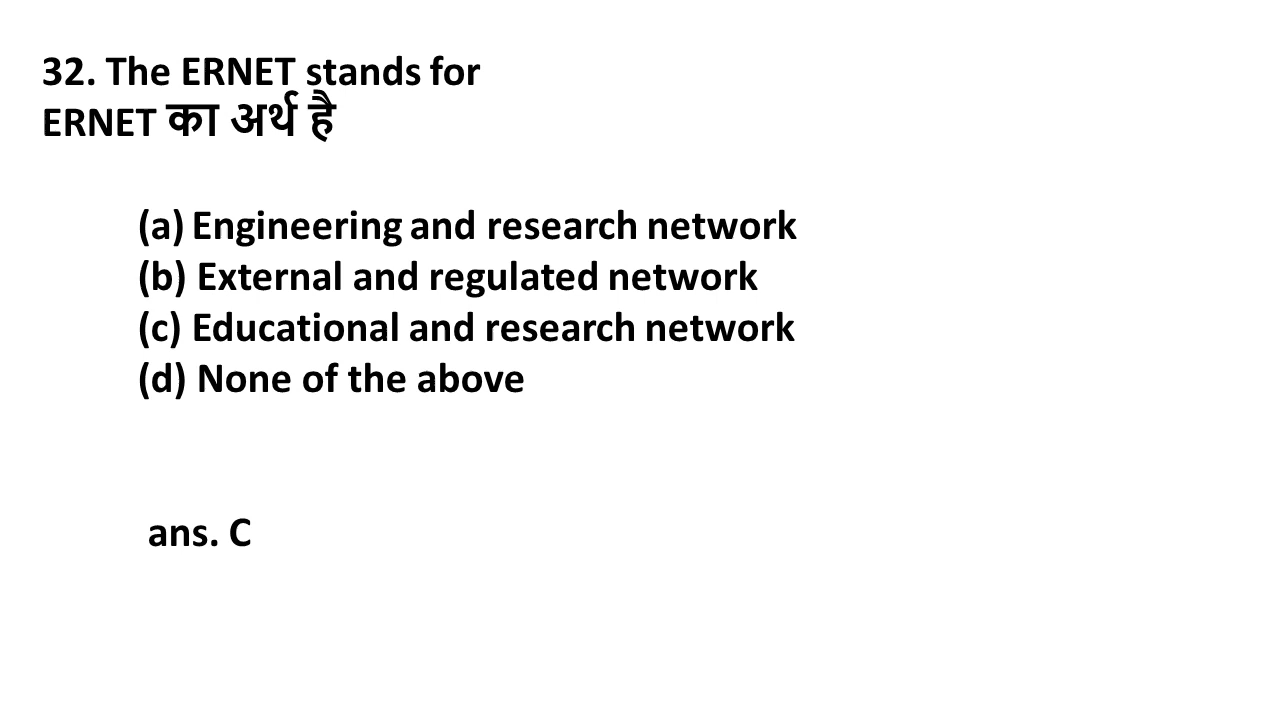 32. The ERNET stands for
ERNET का अर्थ है
(a) Engineering and research network
(b) External and regulated network
(c) Educational and research network
(d) None of the above
ans. C